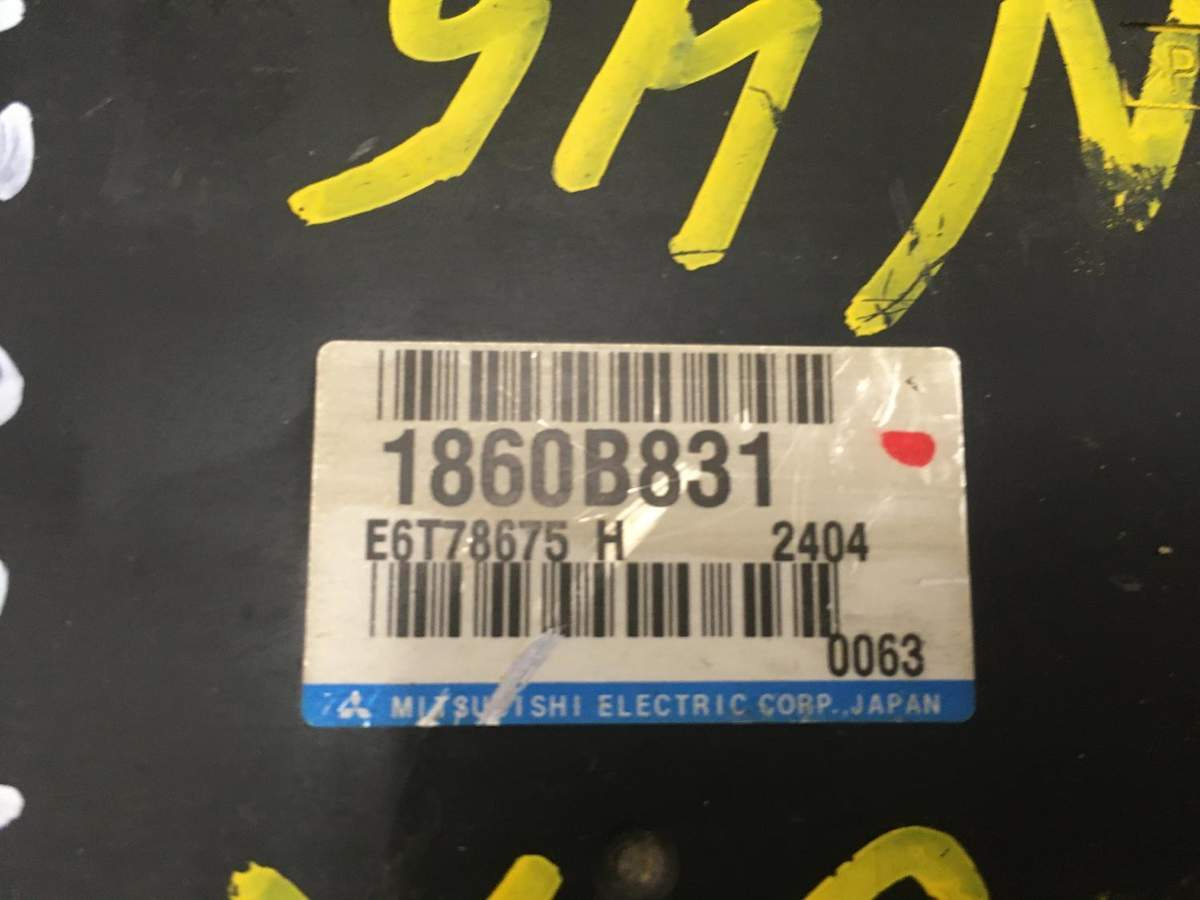 1860B831
E6T78675 H 2404
0063
MITSUBISHI ELECTRIC CORP.,JAPAN